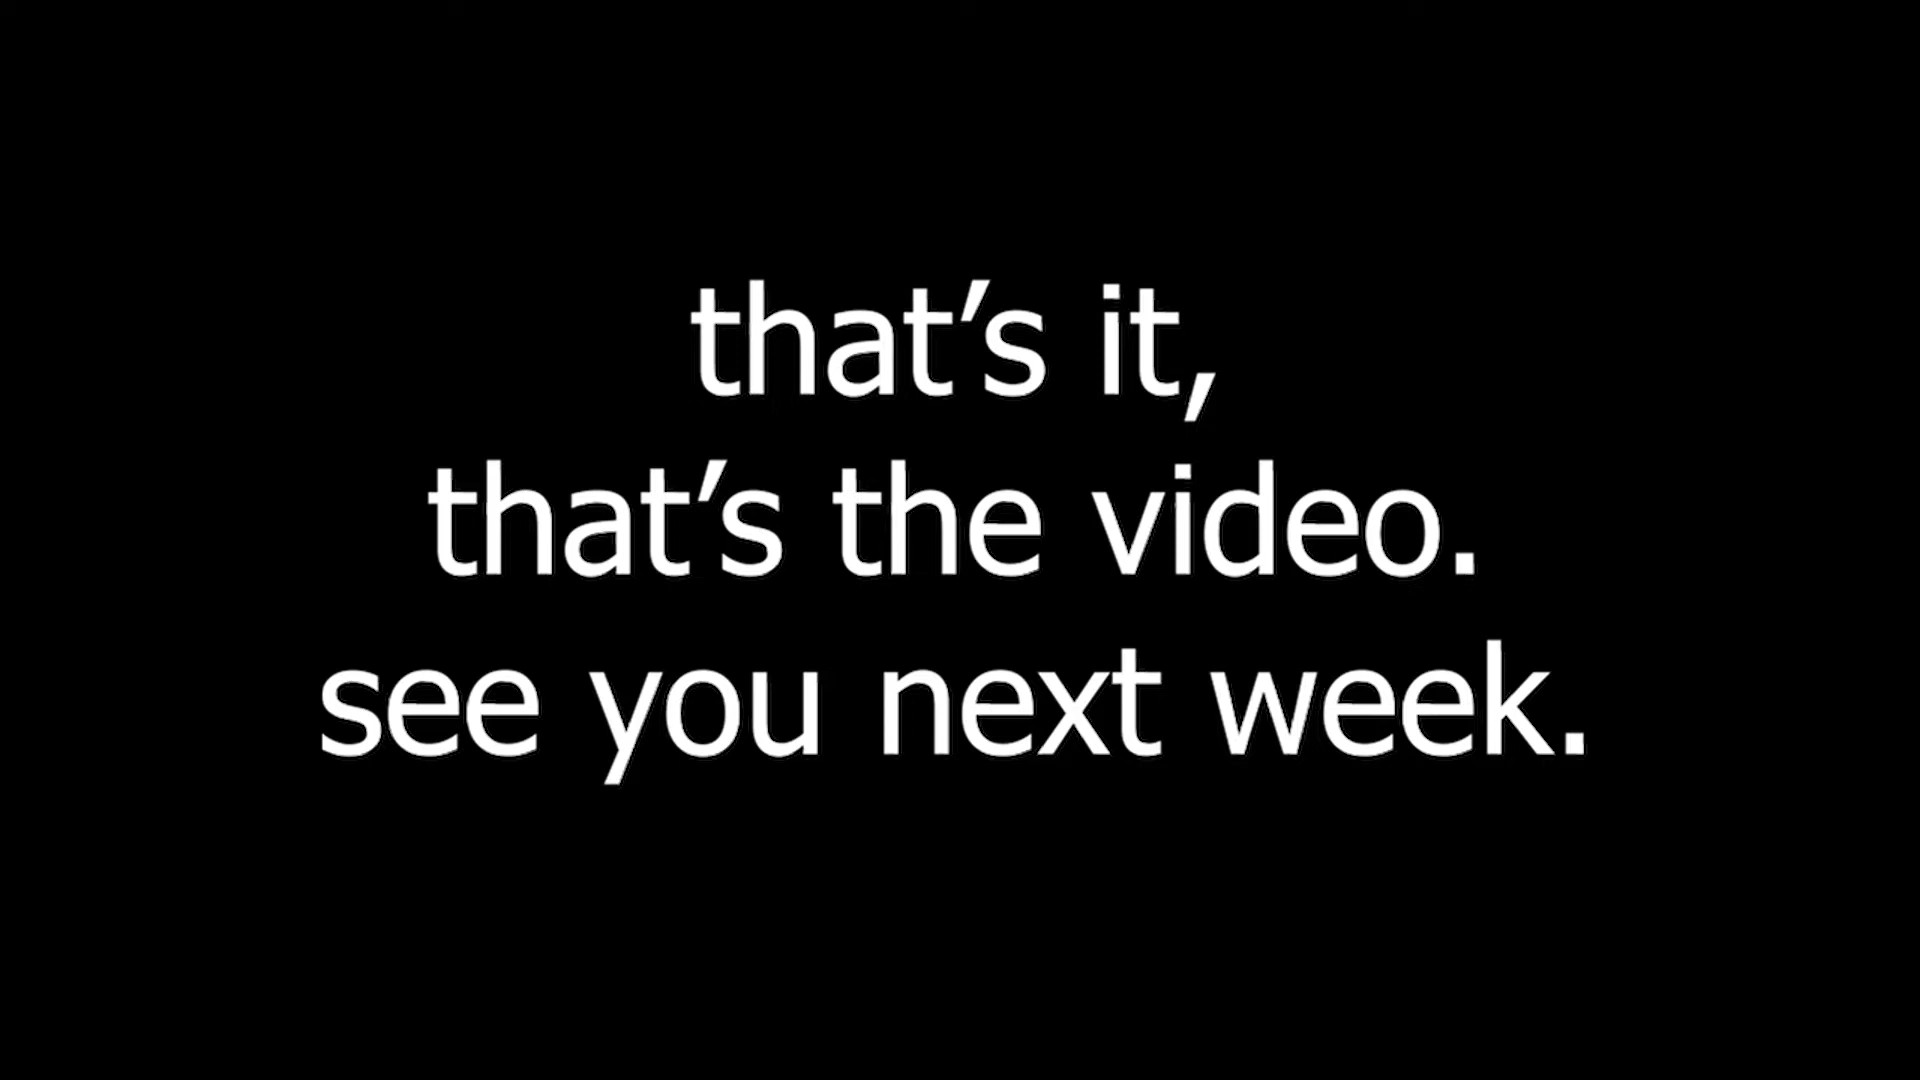 that’s it,
that’s the video.
see you next week.